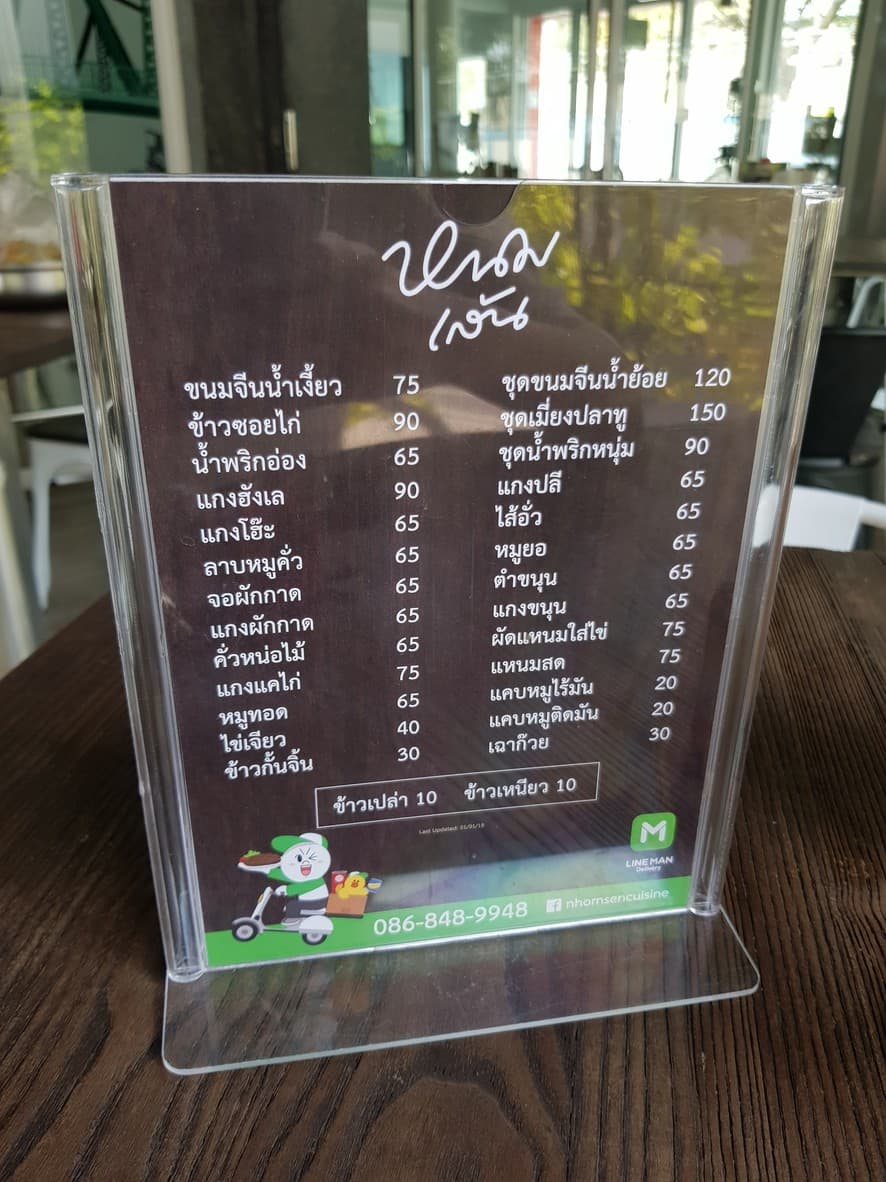 หนม
เส้น
ขนมจีนน้ำเงี้ยว 75
ข้าวซอยไก่ 90
น้ำพริกอ่อง 65
แกงฮังเล 90
แกงโฮ๊ะ 65
ลาบหมูคั่ว 65
จอผักกาด 65
แกงผักกาด 65
คั่วหน่อไม้ 65
แกงแคไก่ 75
หมูทอด 65
ไข่เจียว 40
ข้าวกั้นจิ้น 30
ชุดขนมจีนน้ำย้อย 120
ชุดเมี่ยงปลาทู 150
ชุดน้ำพริกหนุ่ม 90
แกงปลี 65
ไส้อั่ว 65
หมูยอ 65
ตำขนุน 65
แกงขนุน 65
ผัดแหนมใส่ไข่ 75
แหนมสด 75
แคบหมูไร้มัน 20
แคบหมูติดมัน 20
เฉาก๊วย 30
ข้าวเปล่า 10 ข้าวเหนียว 10
Last Updated:
M
LINE MAN
Delivery
086-848-9948 nhornsencuisine